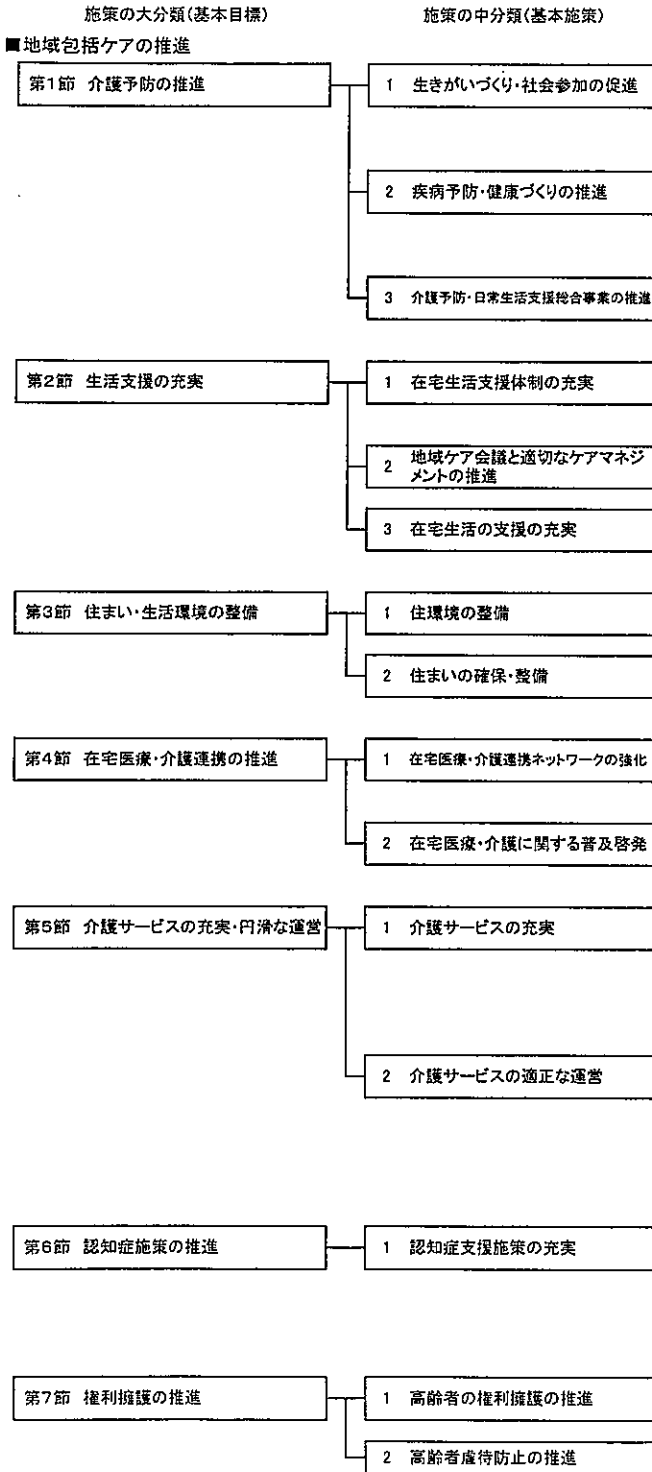 施策の大分類(基本目標)
施策の中分類(基本施策)
■地域包括ケアの推進
第1節 介護予防の推進
1 生きがいづくり・社会参加の促進
2 疾病予防・健康づくりの推進
3 介護予防・日常生活支援総合事業の推進
第2節 生活支援の充実
1 在宅生活支援体制の充実
2 地域ケア会議と適切なケアマネジ
メントの推進
3 在宅生活の支援の充実
第3節 住まい・生活環境の整備
1 住環境の整備
2 住まいの確保・整備
第4節 在宅医療・介護連携の推進
1 在宅医療・介護連携ネットワークの強化
2 在宅医療・介護に関する普及啓発
第5節 介護サービスの充実・円滑な運営
1 介護サービスの充実
2 介護サービスの適正な運営
第6節 認知症施策の推進
1 認知症支援施策の充実
第7節 権利擁護の推進
1 高齢者の権利擁護の推進
2 高齢者虐待防止の推進